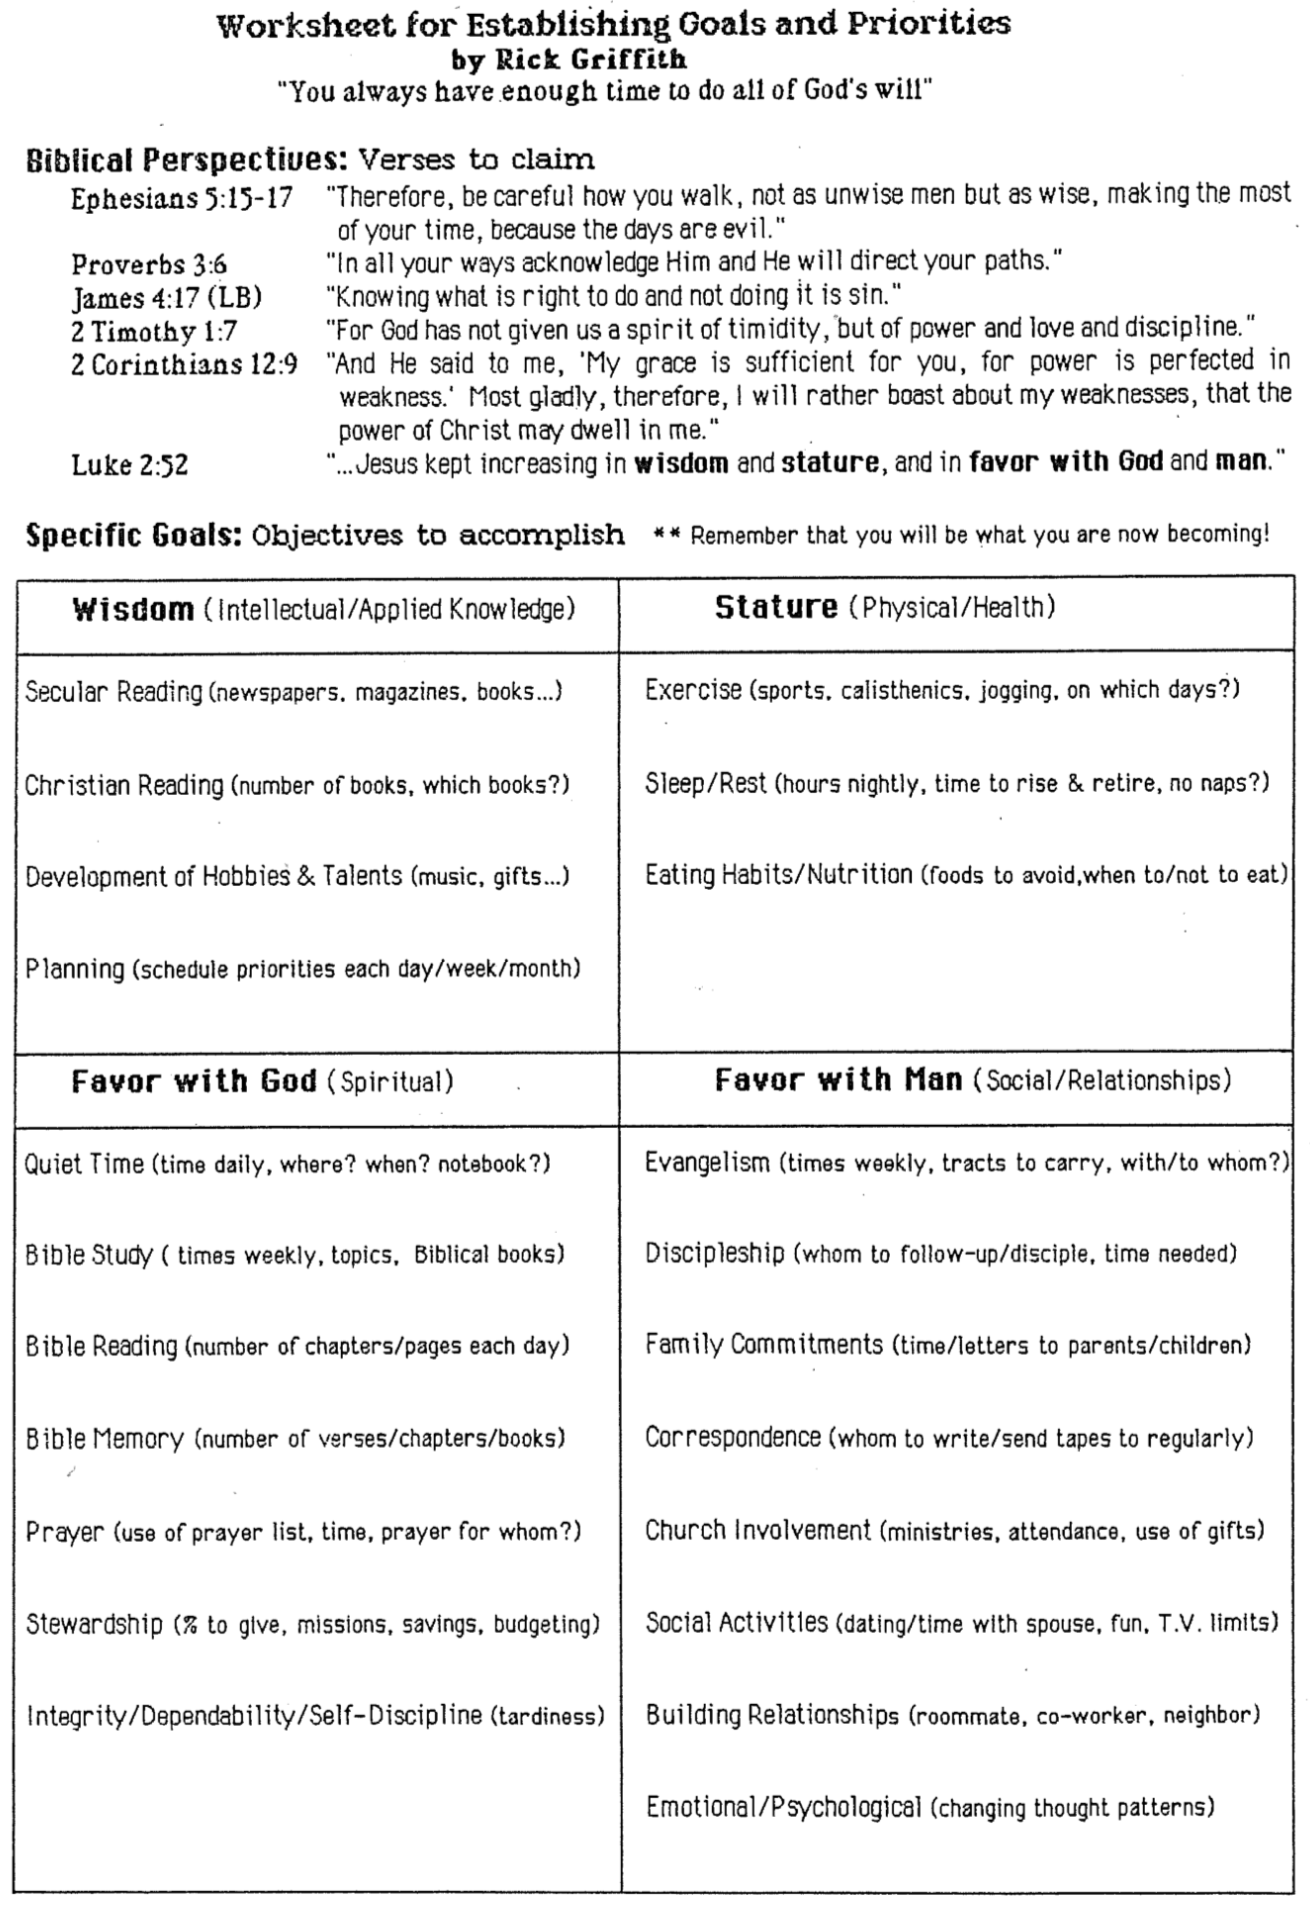 Worksheet for Establishing Goals and Priorities
by Rick Griffith
"You always have enough time to do all of God's will"
Biblical Perspectives: Verses to claim
Ephesians 5:15-17 "Therefore, be careful how you walk, not as unwise men but as wise, making the most
of your time, because the days are evil."
Proverbs 3:6 "In all your ways acknowledge Him and He will direct your paths."
James 4:17 (LB) "Knowing what is right to do and not doing it is sin."
2 Timothy 1:7 "For God has not given us a spirit of timidity, but of power and love and discipline."
2 Corinthians 12:9 "And He said to me, 'My grace is sufficient for you, for power is perfected in
weakness.' Most gladly, therefore, I will rather boast about my weaknesses, that the
power of Christ may dwell in me."
Luke 2:52 "...Jesus kept increasing in wisdom and stature, and in favor with God and man."
Specific Goals: Objectives to accomplish ** Remember that you will be what you are now becoming!
Wisdom (Intellectual/Applied Knowledge)
Secular Reading (newspapers, magazines, books...)
Christian Reading (number of books, which books?)
Development of Hobbies & Talents (music, gifts...)
Planning (schedule priorities each day/week/month)
Stature (Physical/Health)
Exercise (sports, calisthenics, jogging, on which days?)
Sleep/Rest (hours nightly, time to rise & retire, no naps?)
Eating Habits/Nutrition (foods to avoid,when to/not to eat)
Favor with God (Spiritual)
Quiet Time (time daily, where? when? notebook?)
Bible Study ( times weekly, topics, Biblical books)
Bible Reading (number of chapters/pages each day)
Bible Memory (number of verses/chapters/books)
Prayer (use of prayer list, time, prayer for whom?)
Stewardship (% to give, missions, savings, budgeting)
Integrity/Dependability/Self-Discipline (tardiness)
Favor with Man (Social/Relationships)
Evangelism (times weekly, tracts to carry, with/to whom?)
Discipleship (whom to follow-up/disciple, time needed)
Family Commitments (time/letters to parents/children)
Correspondence (whom to write/send tapes to regularly)
Church Involvement (ministries, attendance, use of gifts)
Social Activities (dating/time with spouse, fun, T.V. limits)
Building Relationships (roommate, co-worker, neighbor)
Emotional/Psychological (changing thought patterns)